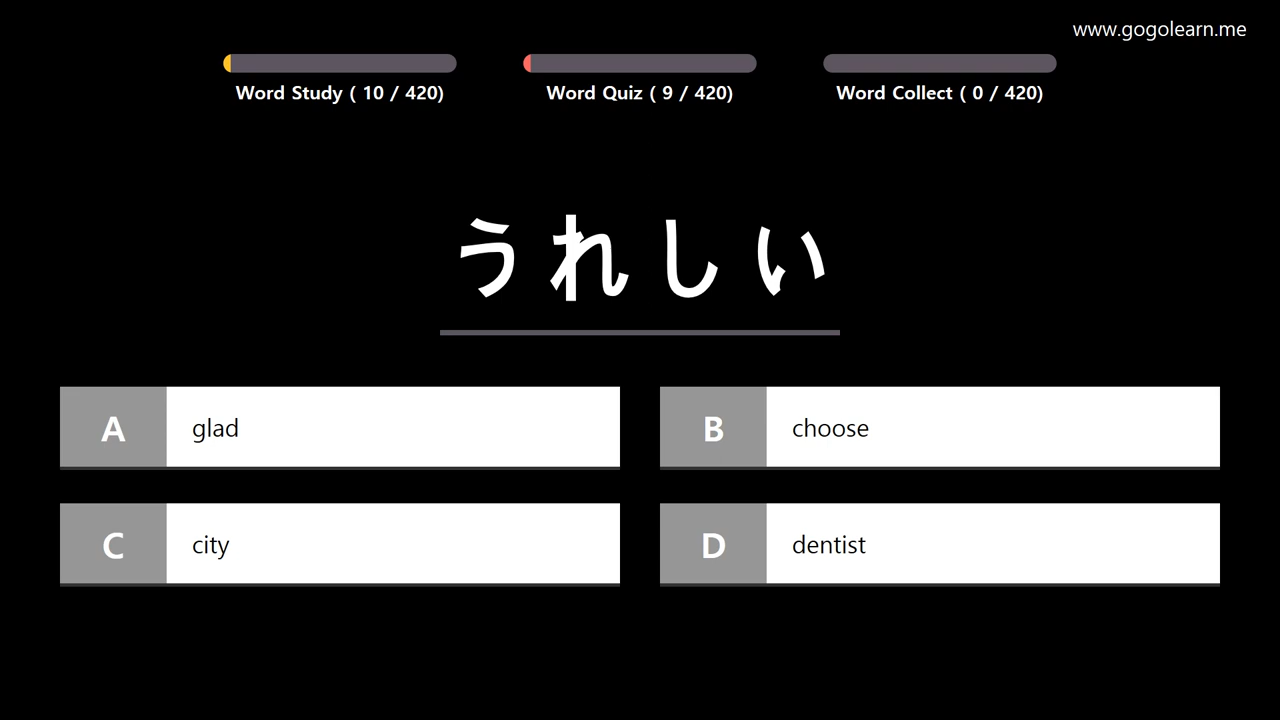 www.gogolearn.me
Word Study ( 10 / 420)
Word Quiz ( 9 / 420)
Word Collect ( 0 / 420)
うれしい
A glad
B choose
C city
D dentist